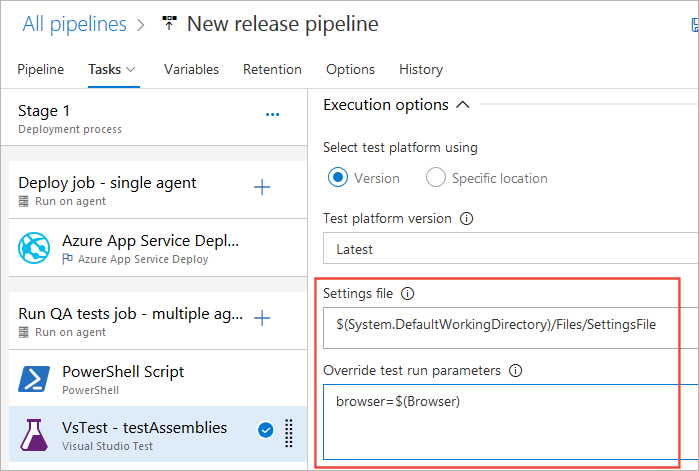 All pipelines > New release pipeline
Pipeline Tasks Variables Retention Options History
Stage 1
Deployment process
Deploy job - single agent
Run on agent
Azure App Service Depl...
Azure App Service Deploy
Run QA tests job - multiple ag...
Run on agent
PowerShell Script
PowerShell
VsTest - testAssemblies
Visual Studio Test
Execution options
Select test platform using
Version Specific location
Test platform version
Latest
Settings file
$(System.DefaultWorkingDirectory)/Files/SettingsFile
Override test run parameters
browser=$(Browser)